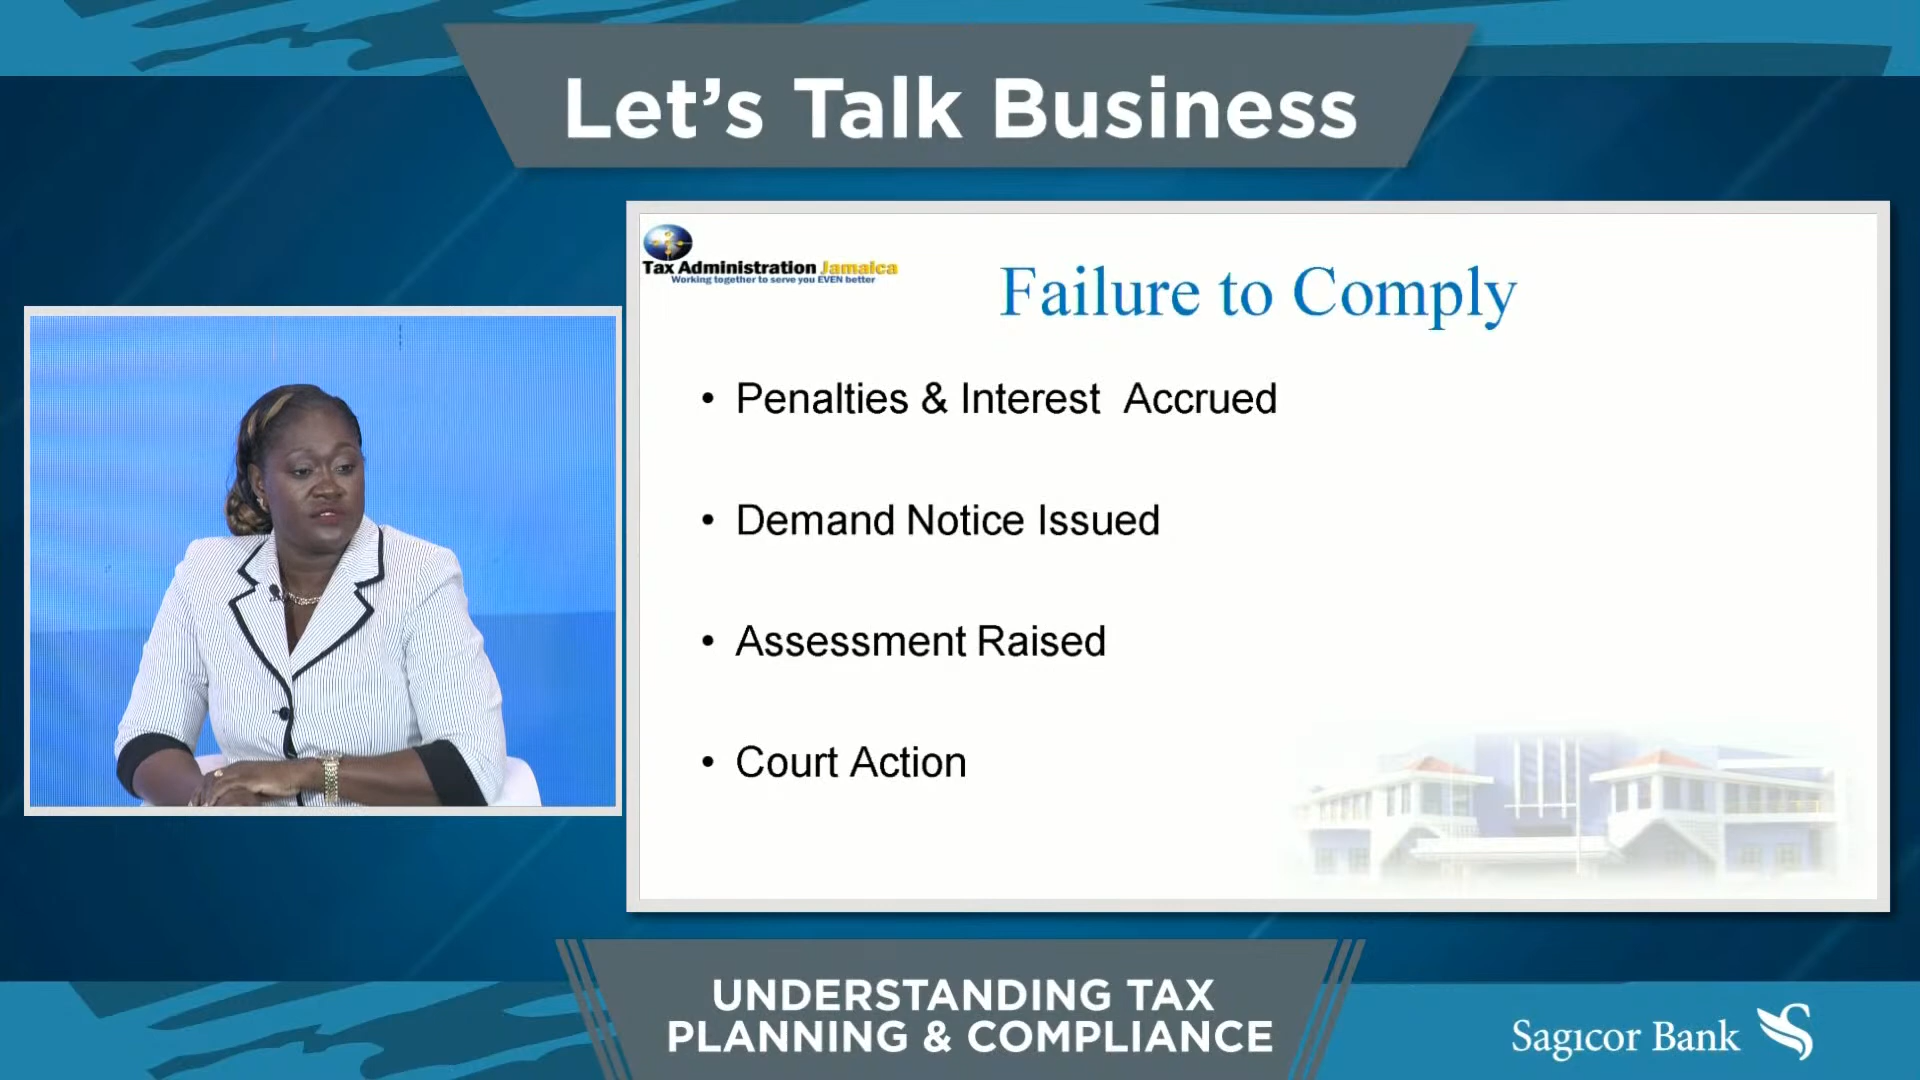 Let's Talk Business
Tax Administration Jamaica
Working together to serve you EVEN better
Failure to Comply
• Penalties & Interest  Accrued
• Demand Notice Issued
• Assessment Raised
• Court Action
UNDERSTANDING TAX
PLANNING & COMPLIANCE
Sagicor Bank